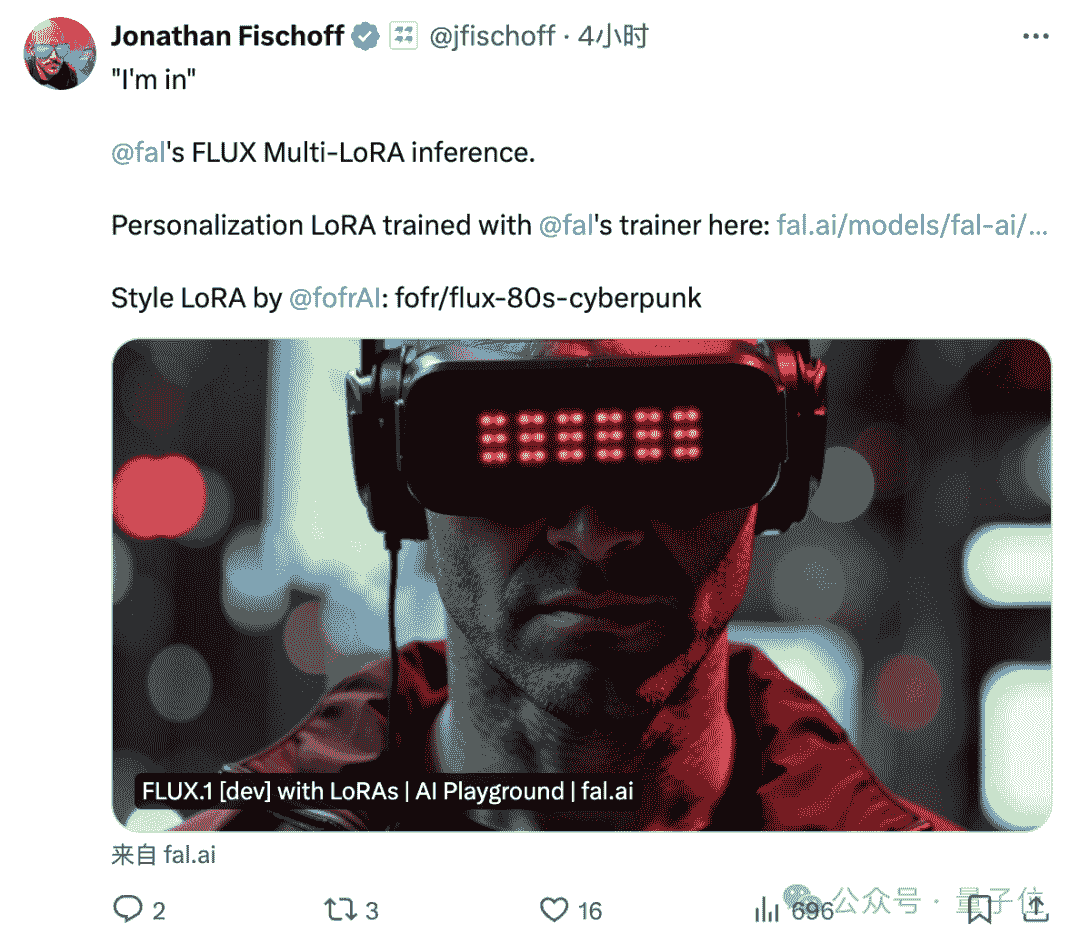 Jonathan Fischoff @jfischoff · 4小时
"I'm in"
@fal's FLUX Multi-LoRA inference.
Personalization LoRA trained with @fal's trainer here: fal.ai/models/fal-ai/...
Style LoRA by @fofrAI: fofr/flux-80s-cyberpunk
FLUX.1 [dev] with LoRAs | AI Playground | fal.ai
来自 fal.ai
2 3 16 696
公众号 · 量子位